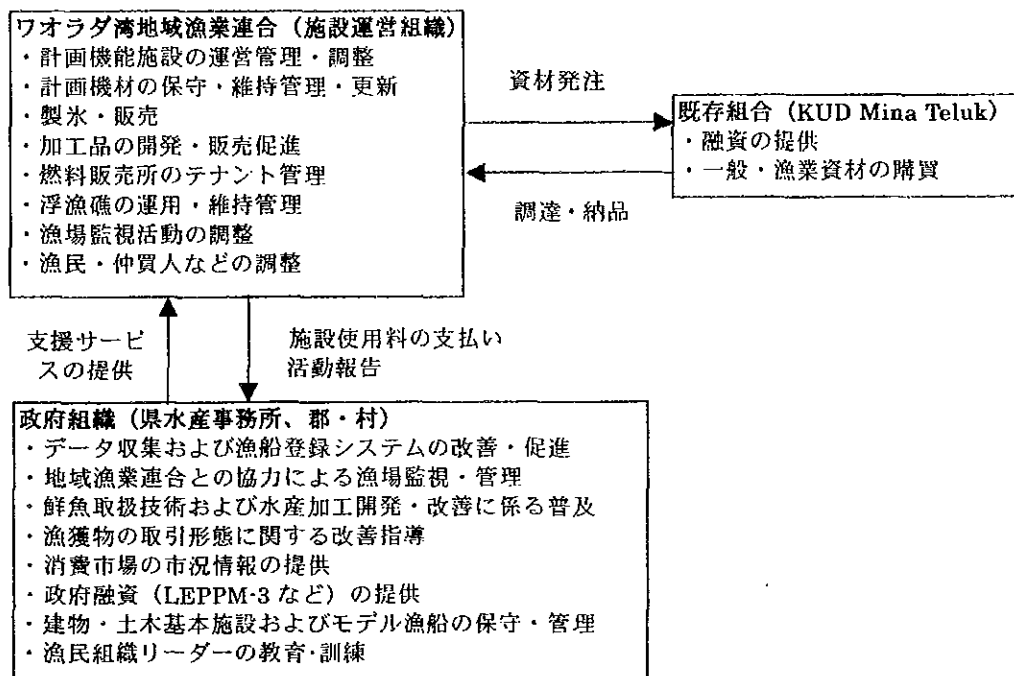 ワオラダ湾地域漁業連合（施設運営組織）
・計画機能施設の運営管理・調整
・計画機材の保守・維持管理・更新
・製氷・販売
・加工品の開発・販売促進
・燃料販売所のテナント管理
・浮漁礁の運用・維持管理
・漁場監視活動の調整
・漁民・仲買人などの調整
資材発注
調達・納品
既存組合（KUD Mina Teluk）
・融資の提供
・一般・漁業資材の購買
支援サービ
スの提供
施設使用料の支払い
活動報告
政府組織（県水産事務所、郡・村）
・データ収集および漁船登録システムの改善・促進
・地域漁業連合との協力による漁場監視・管理
・鮮魚取扱技術および水産加工開発・改善に係る普及
・漁獲物の取引形態に関する改善指導
・消費市場の市況情報の提供
・政府融資（LEPPM-3 など）の提供
・建物・土木基本施設およびモデル漁船の保守・管理
・漁民組織リーダーの教育・訓練